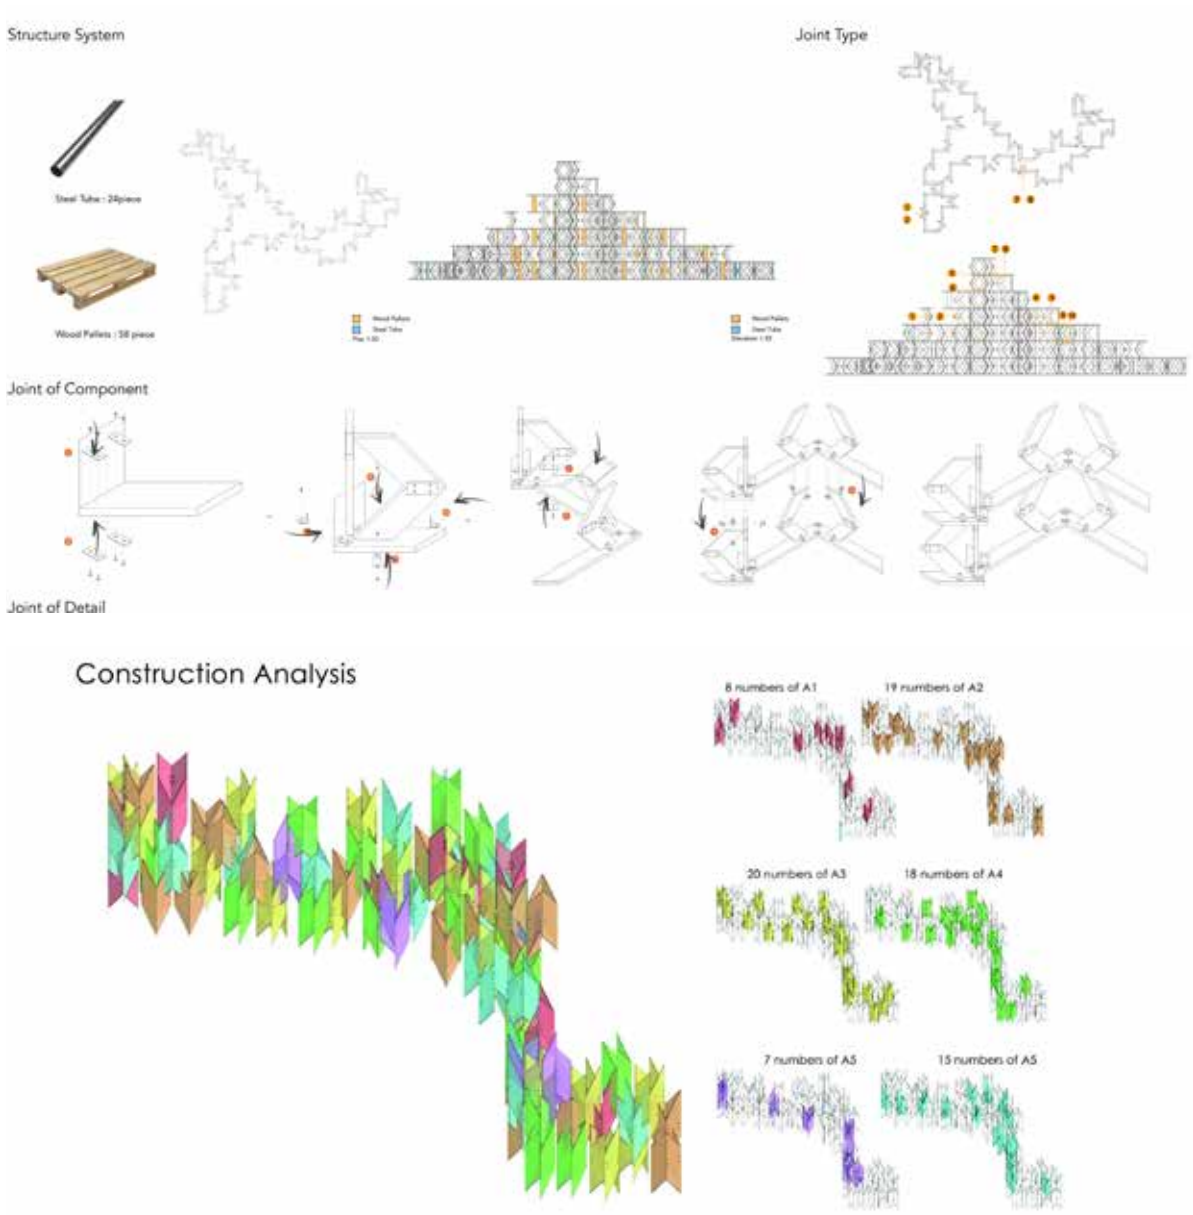 Structure System
Joint Type
Steel Tube : 24piece
Wood Pellets : 58 piece
Wood Pallets
Steel Tube
Wood Pallets
Steel Tube
Joint of Component
Joint of Detail
Construction Analysis
8 numbers of A1
19 numbers of A2
20 numbers of A3
18 numbers of A4
7 numbers of A5
15 numbers of A5